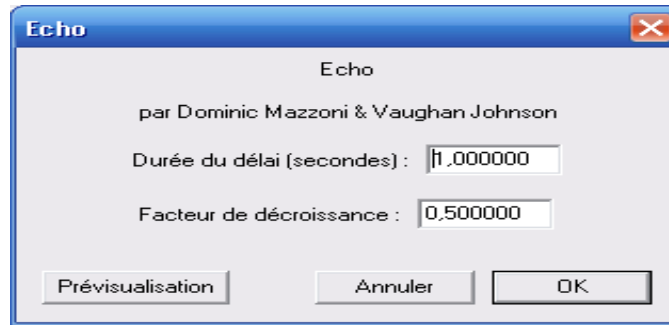 Echo
Echo
par Dominic Mazzoni & Vaughan Johnson
Durée du délai (secondes) : 1,000000
Facteur de décroissance : 0,500000
Prévisualisation Annuler OK